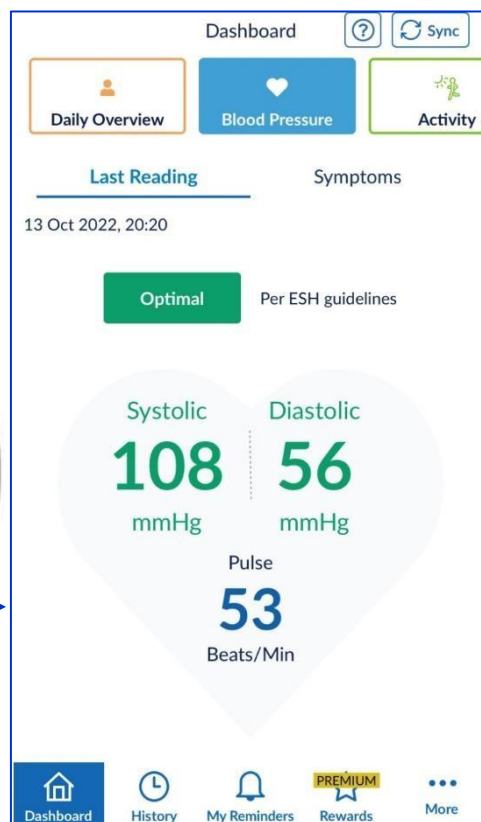 Dashboard ? Sync
Daily Overview Blood Pressure Activity
Last Reading Symptoms
13 Oct 2022, 20:20
Optimal Per ESH guidelines
Systolic Diastolic
108 56
mmHg mmHg
Pulse
53
Beats/Min
PREMIUM
Dashboard History My Reminders Rewards More